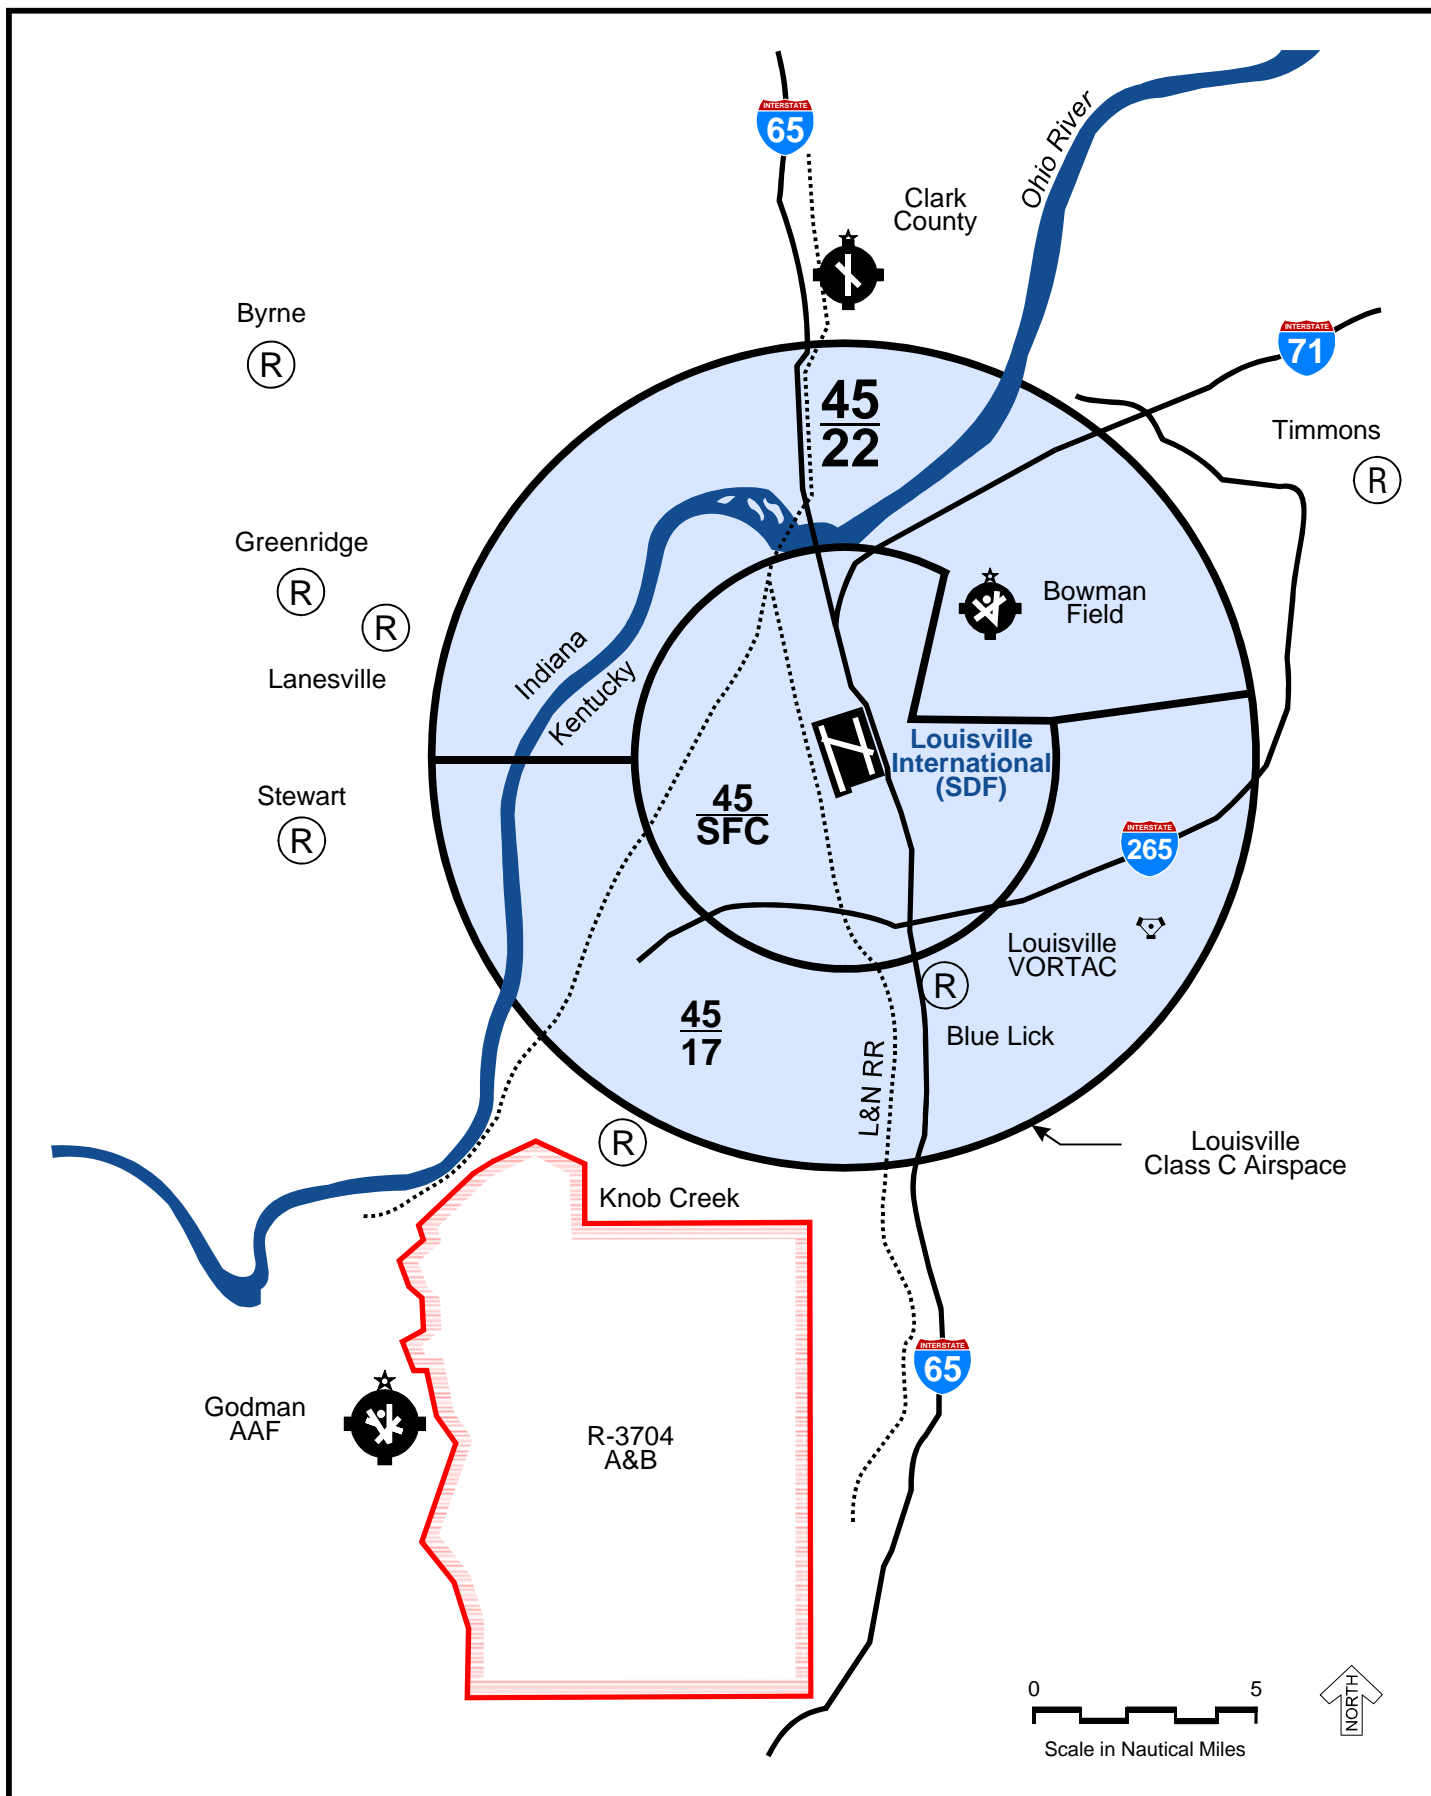 INTERSTATE
65
Ohio River
Clark
County
Byrne
R
INTERSTATE
71
45
22
Timmons
R
Greenridge
R
R
Lanesville
Bowman
Field
Indiana
Kentucky
Louisville
International
(SDF)
Stewart
R
45
SFC
INTERSTATE
265
Louisville
VORTAC
R
Blue Lick
45
17
L&N RR
R
Knob Creek
Louisville
Class C Airspace
INTERSTATE
65
Godman
AAF
R-3704
A&B
0 5
Scale in Nautical Miles
NORTH